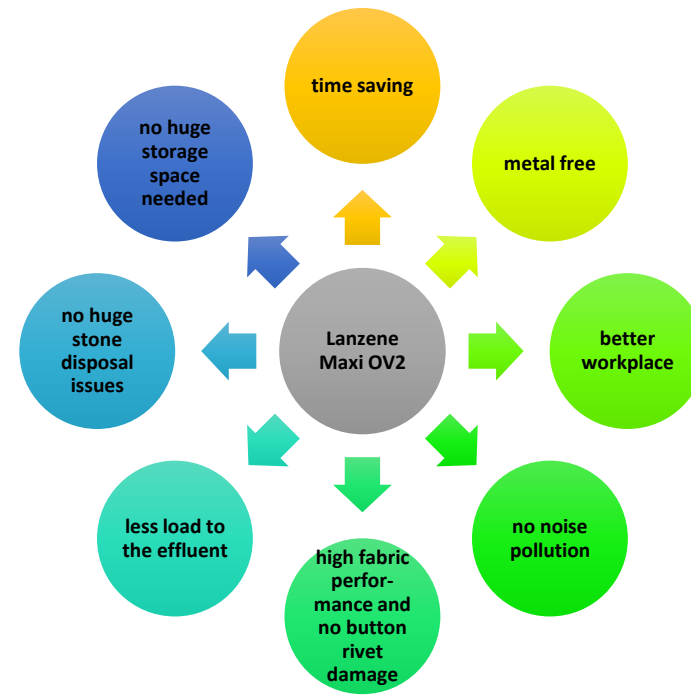 time saving
metal free
better
workplace
no noise
pollution
high fabric
perfor-
mance and
no button
rivet
damage
less load to
the effluent
no huge
stone
disposal
issues
no huge
storage
space
needed
Lanzene
Maxi OV2